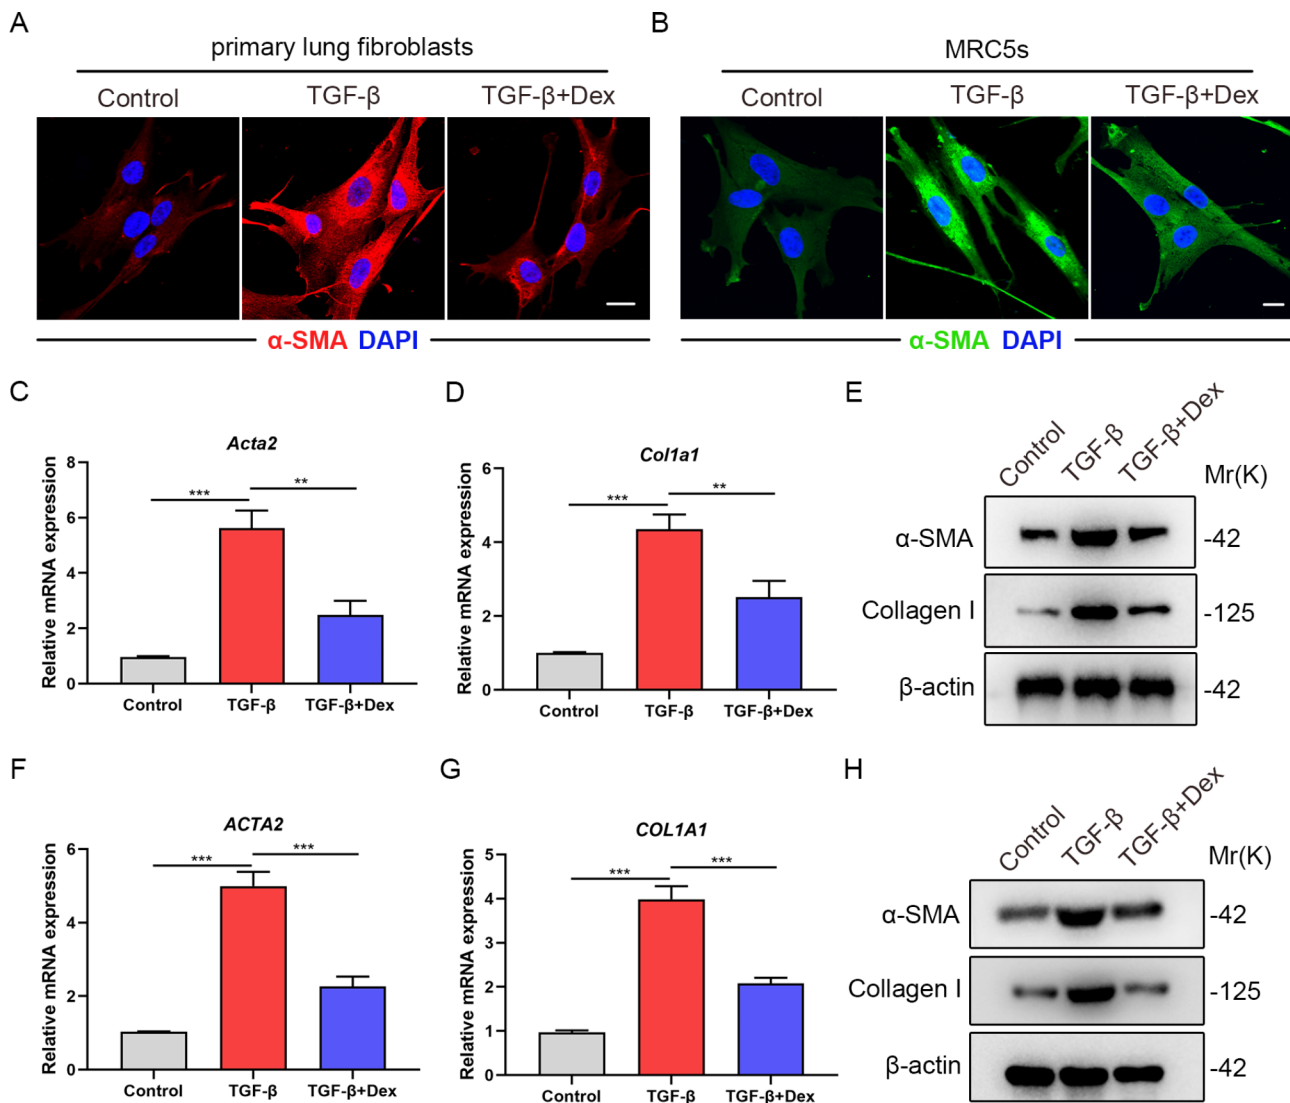 A
primary lung fibroblasts
Control TGF-β TGF-β+Dex
α-SMA DAPI
B
MRC5s
Control TGF-β TGF-β+Dex
α-SMA DAPI
C
Acta2
Relative mRNA expression
8
6
4
2
0
***
**
Control TGF-β TGF-β+Dex
D
Col1a1
Relative mRNA expression
6
4
2
0
***
**
Control TGF-β TGF-β+Dex
E
Control TGF-β TGF-β+Dex
Mr(K)
α-SMA -42
Collagen I -125
β-actin -42
F
ACTA2
Relative mRNA expression
6
4
2
0
***
***
Control TGF-β TGF-β+Dex
G
COL1A1
Relative mRNA expression
5
4
3
2
1
0
***
***
Control TGF-β TGF-β+Dex
H
Control TGF-β TGF-β+Dex
Mr(K)
α-SMA -42
Collagen I -125
β-actin -42